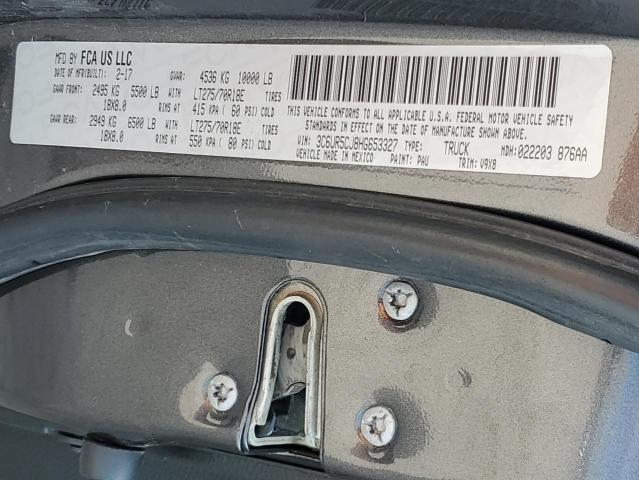 MFD BY FCA US LLC
DATE OF MFR(BUILT): 2-17 GVWR: 4536 KG 10000 LB
GAWR FRONT: 2495 KG 5500 LB LT275/70R18E
18X8.0 RIMS AT 415 KPA ( 60 PSI) COLD
GAWR REAR: 2949 KG 6500 LB LT275/70R18E
18X8.0 RIMS AT 550 KPA ( 80 PSI) COLD
THIS VEHICLE CONFORMS TO ALL APPLICABLE U.S.A. FEDERAL MOTOR VEHICLE SAFETY
STANDARDS IN EFFECT ON THE DATE OF MANUFACTURE SHOWN ABOVE.
VIN: 3C6UR5CJ8HG653327 TYPE: TRUCK MDH: 022203 876AA
VEHICLE MADE IN MEXICO PAINT: PAU TRIM: V9X8